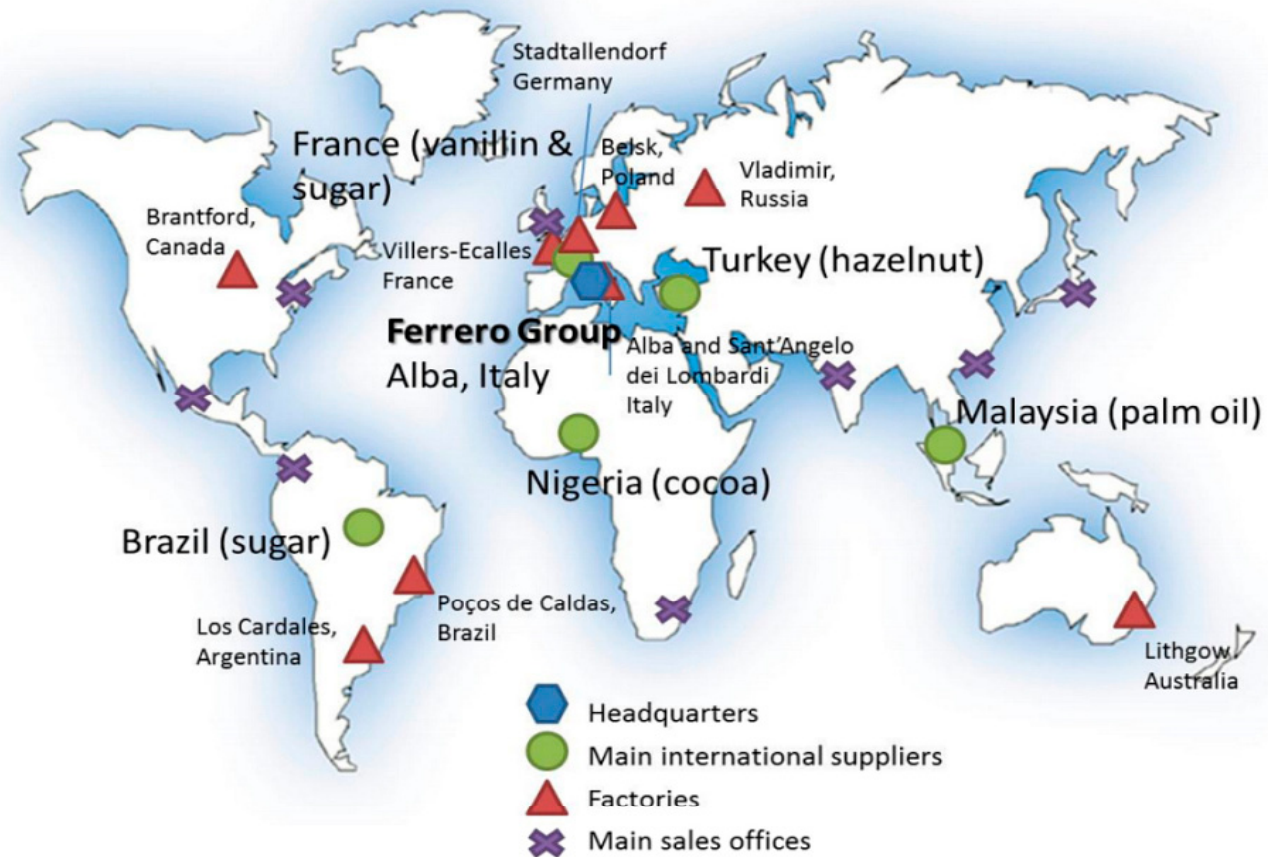 Stadtallendorf
Germany
France (vanillin &
sugar)
Belsk,
Poland
Vladimir,
Russia
Brantford,
Canada
Villers-Ecalles
France
Turkey (hazelnut)
Ferrero Group
Alba, Italy
Alba and Sant'Angelo
dei Lombardi
Italy
Malaysia (palm oil)
Nigeria (cocoa)
Brazil (sugar)
Poços de Caldas,
Brazil
Los Cardales,
Argentina
Lithgow
Australia
Headquarters
Main international suppliers
Factories
Main sales offices